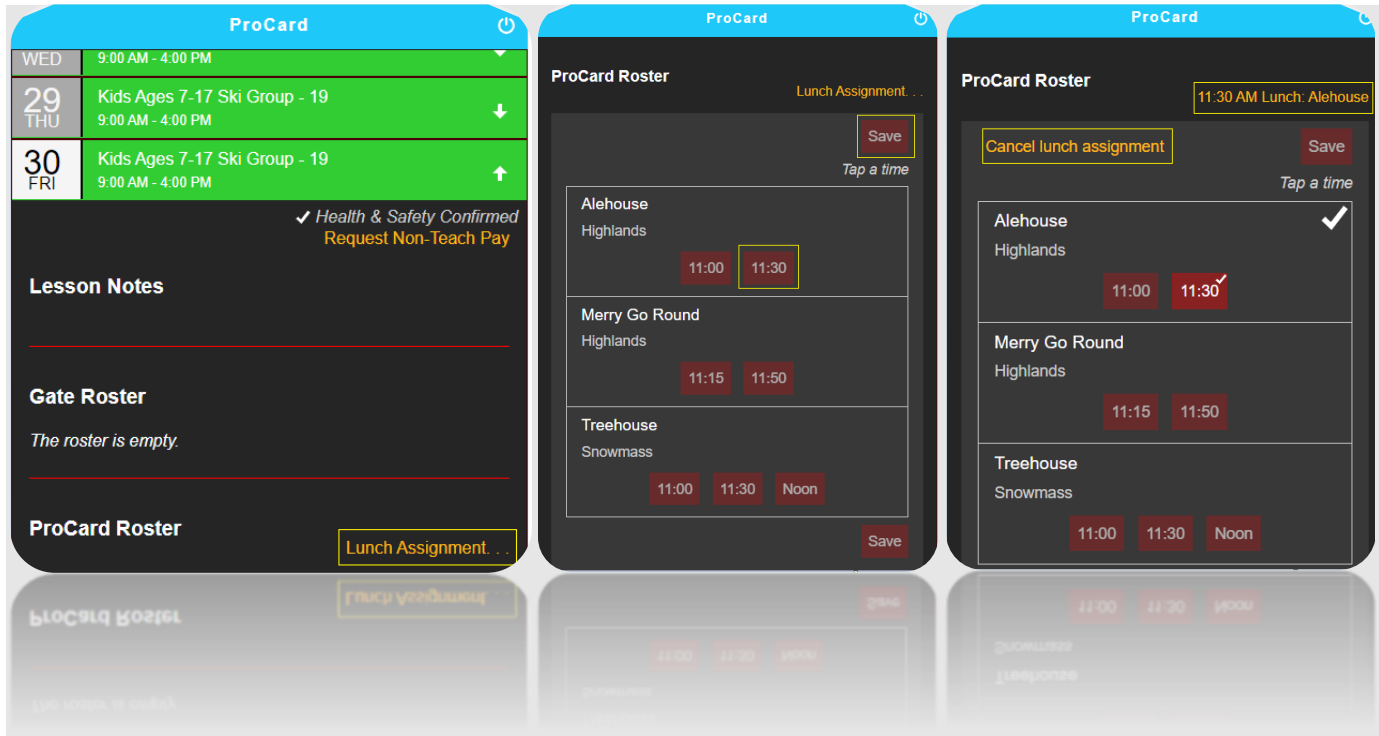 ProCard
WED
9:00 AM - 4:00 PM
29
THU
Kids Ages 7-17 Ski Group - 19
9:00 AM - 4:00 PM
30
FRI
Kids Ages 7-17 Ski Group - 19
9:00 AM - 4:00 PM
Health & Safety Confirmed
Request Non-Teach Pay
Lesson Notes
Gate Roster
The roster is empty.
ProCard Roster
Lunch Assignment. . .
ProCard
ProCard Roster
Lunch Assignment. . .
Save
Tap a time
Alehouse
Highlands
11:00 11:30
Merry Go Round
Highlands
11:15 11:50
Treehouse
Snowmass
11:00 11:30 Noon
Save
ProCard
ProCard Roster
11:30 AM Lunch: Alehouse
Cancel lunch assignment
Save
Tap a time
Alehouse
Highlands
11:00 11:30
Merry Go Round
Highlands
11:15 11:50
Treehouse
Snowmass
11:00 11:30 Noon